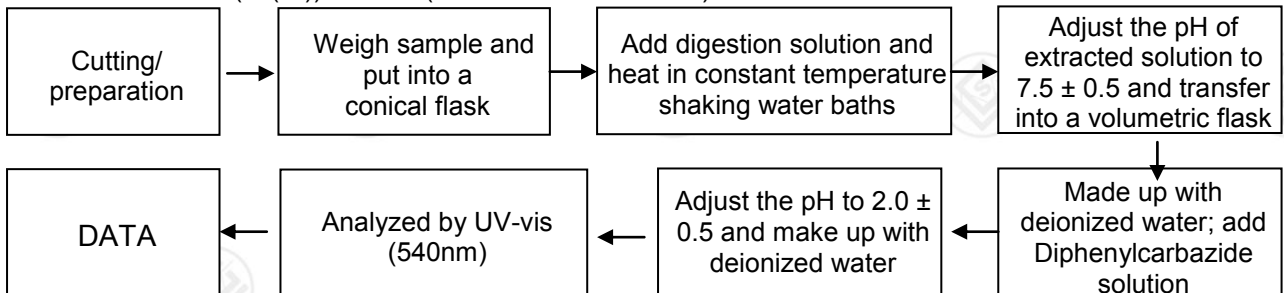 Cutting/
preparation
Weigh sample and
put into a
conical flask
Add digestion solution and
heat in constant temperature
shaking water baths
Adjust the pH of
extracted solution to
7.5 ± 0.5 and transfer
into a volumetric flask
Made up with
deionized water; add
Diphenylcarbazide
solution
Adjust the pH to 2.0 ±
0.5 and make up with
deionized water
Analyzed by UV-vis
(540nm)
DATA